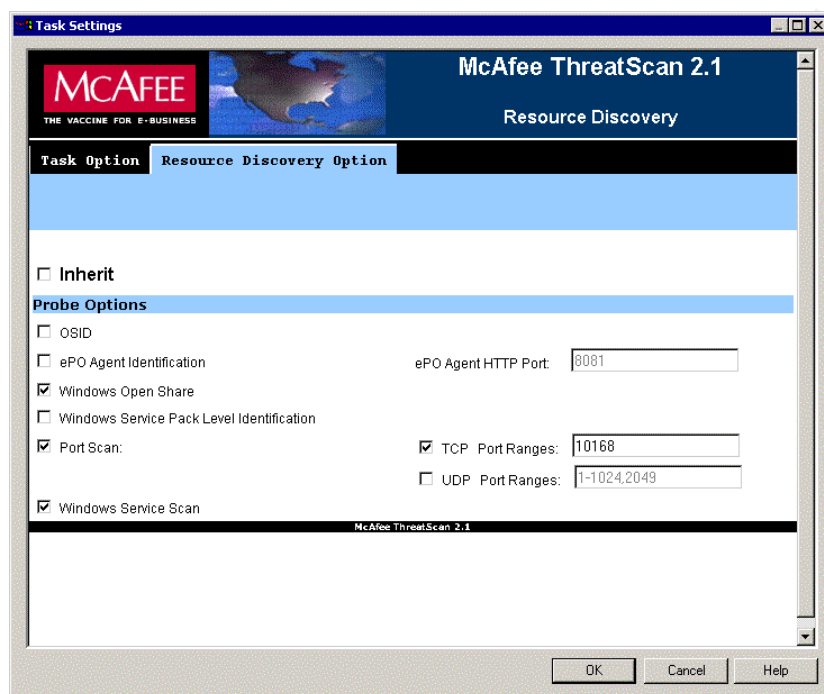 Task Settings
McAFEE
THE VACCINE FOR E-BUSINESS
McAfee ThreatScan 2.1
Resource Discovery
Task Option
Resource Discovery Option
Inherit
Probe Options
OSID
ePO Agent Identification
ePO Agent HTTP Port:
8081
Windows Open Share
Windows Service Pack Level Identification
Port Scan:
TCP Port Ranges:
10168
UDP Port Ranges:
1-1024,2049
Windows Service Scan
McAfee ThreatScan 2.1
OK
Cancel
Help